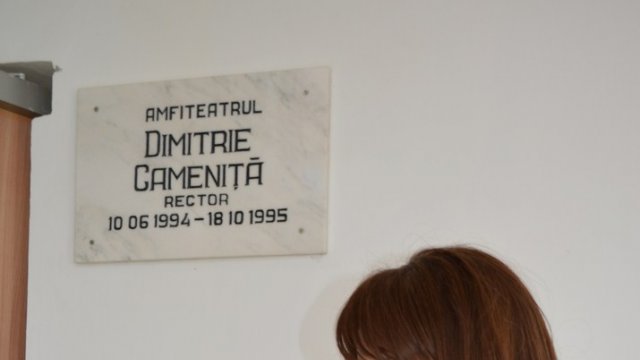 AMFITEATRUL
DIMITRIE
CAMENIȚĂ
RECTOR
10 06 1994 – 18 10 1995